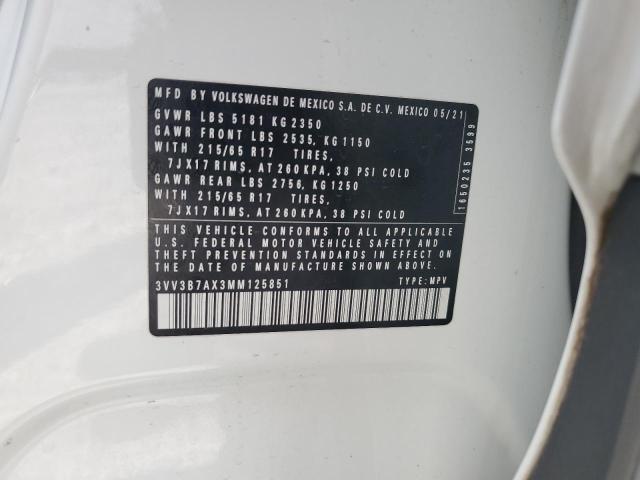 MFD BY VOLKSWAGEN DE MEXICO S.A. DE C.V. MEXICO 05/21
GVWR LBS 5181 KG 2350
GAWR FRONT LBS 2535, KG 1150
WITH 215/65 R17 TIRES,
7JX17 RIMS, AT 260 KPA, 38 PSI COLD
GAWR REAR LBS 2756, KG 1250
WITH 215/65 R17 TIRES,
7JX17 RIMS, AT 260 KPA, 38 PSI COLD
THIS VEHICLE CONFORMS TO ALL APPLICABLE
U.S. FEDERAL MOTOR VEHICLE SAFETY AND
THEFT PREVENTION STANDARDS IN EFFECT ON
THE DATE OF MANUFACTURE SHOWN ABOVE.
3VV3B7AX3MM125851 TYPE: MPV
1650235 3599